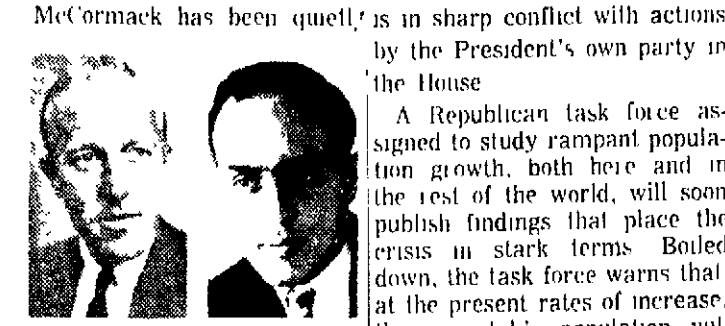 McCormack has been quietl
is in sharp conflict with actions
by the President's own party in
the House
A Republican task force as-
signed to study rampant popula-
tion growth, both here and in
the rest of the world, will soon
publish findings that place the
crisis in stark terms Boiled
down, the task force warns that
at the present rates of increase,
population